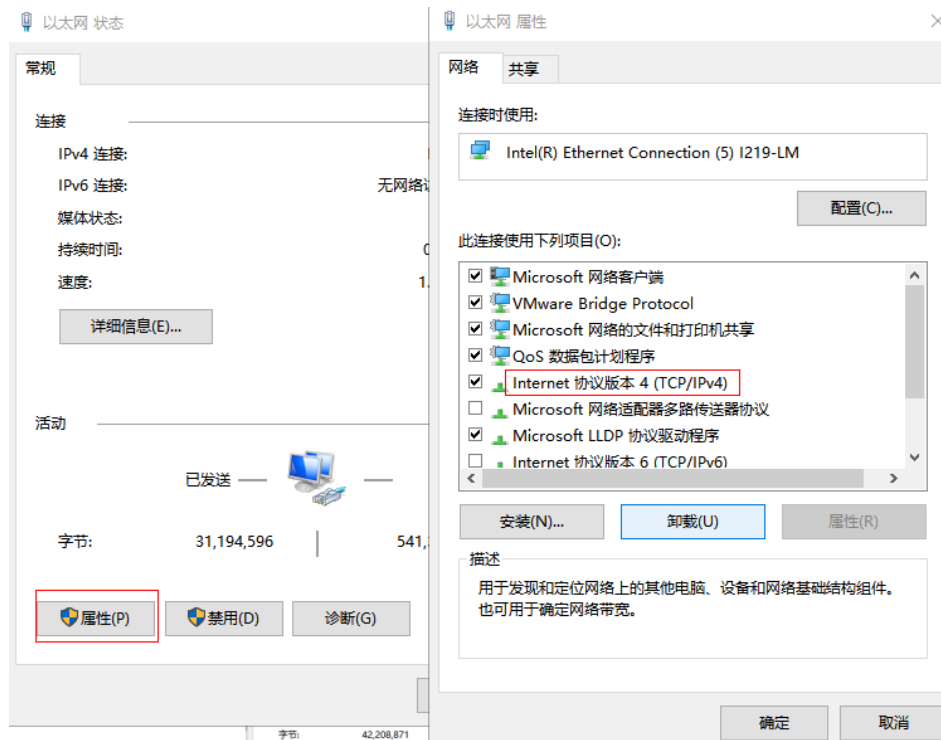 以太网 状态
常规
连接
IPv4 连接:
IPv6 连接:
无网络
媒体状态:
持续时间:
速度:
1.
详细信息(E)...
活动
已发送
字节:
31,194,596
541,
属性(P)
禁用(D)
诊断(G)
字节:
42,208,871
以太网 属性
网络
共享
连接时使用:
Intel(R) Ethernet Connection (5) I219-LM
配置(C)...
此连接使用下列项目(O):
Microsoft 网络客户端
VMware Bridge Protocol
Microsoft 网络的文件和打印机共享
QoS 数据包计划程序
Internet 协议版本 4 (TCP/IPv4)
Microsoft 网络适配器多路传送器协议
Microsoft LLDP 协议驱动程序
Internet 协议版本 6 (TCP/IPv6)
安装(N)...
卸载(U)
属性(R)
描述
用于发现和定位网络上的其他电脑、设备和网络基础结构组件。
也可用于确定网络带宽。
确定
取消